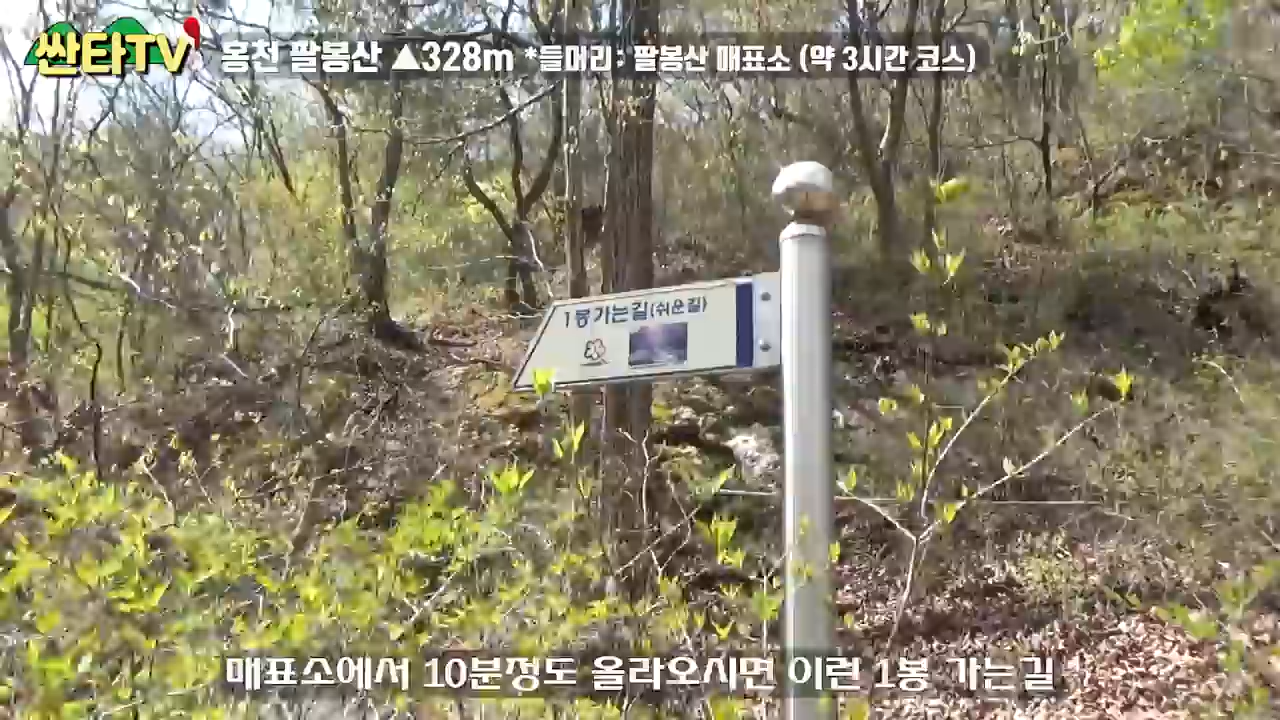 싼타TV
홍천 팔봉산 ▲328m *들머리: 팔봉산 매표소 (약 3시간 코스)
1봉가는길(쉬운길)
매표소에서 10분정도 올라오시면 이런 1봉 가는길